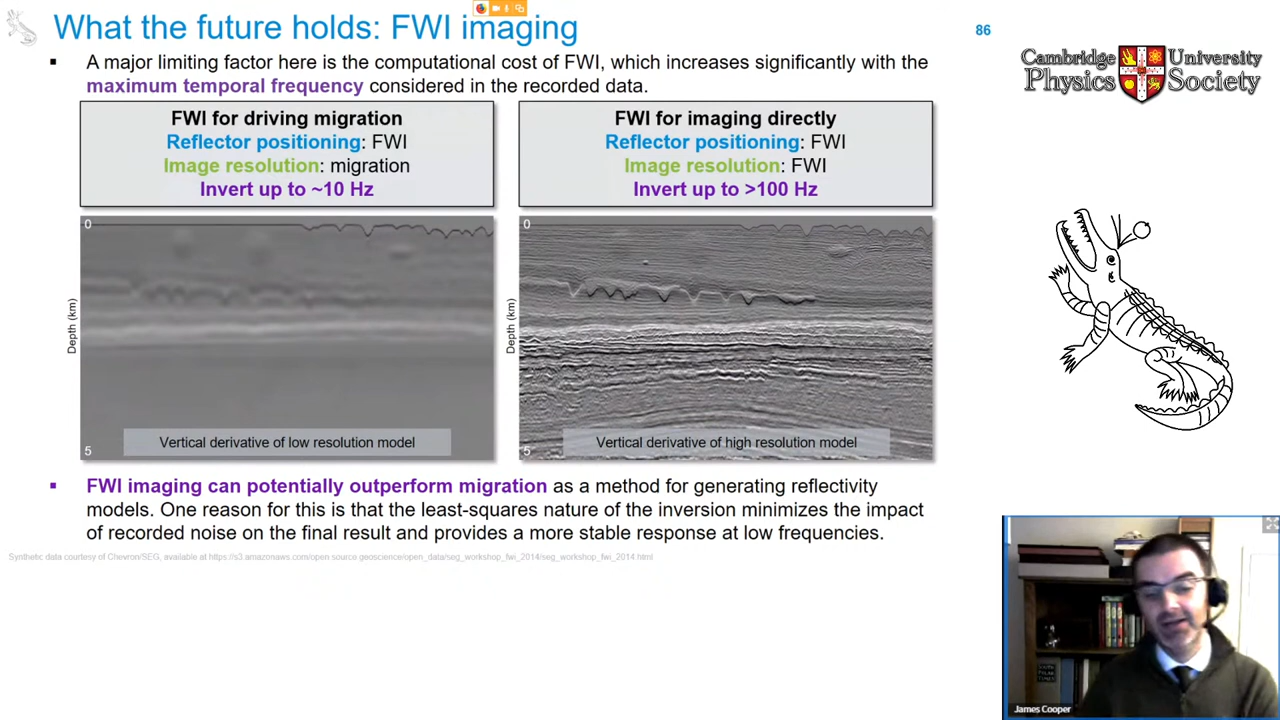 What the future holds: FWI imaging
86
▪ A major limiting factor here is the computational cost of FWI, which increases significantly with the
maximum temporal frequency considered in the recorded data.
FWI for driving migration
Reflector positioning: FWI
Image resolution: migration
Invert up to ~10 Hz
FWI for imaging directly
Reflector positioning: FWI
Image resolution: FWI
Invert up to >100 Hz
0
Depth (km)
5
Vertical derivative of low resolution model
0
Depth (km)
5
Vertical derivative of high resolution model
▪ FWI imaging can potentially outperform migration as a method for generating reflectivity
models. One reason for this is that the least-squares nature of the inversion minimizes the impact
of recorded noise on the final result and provides a more stable response at low frequencies.
Synthetic data courtesy of Chevron/SEG, available at https://s3.amazonaws.com/open source geoscience/open_data/seg_workshop_fwi_2014/seg_workshop_fwi_2014.html
Cambridge University
Physics Society
James Cooper